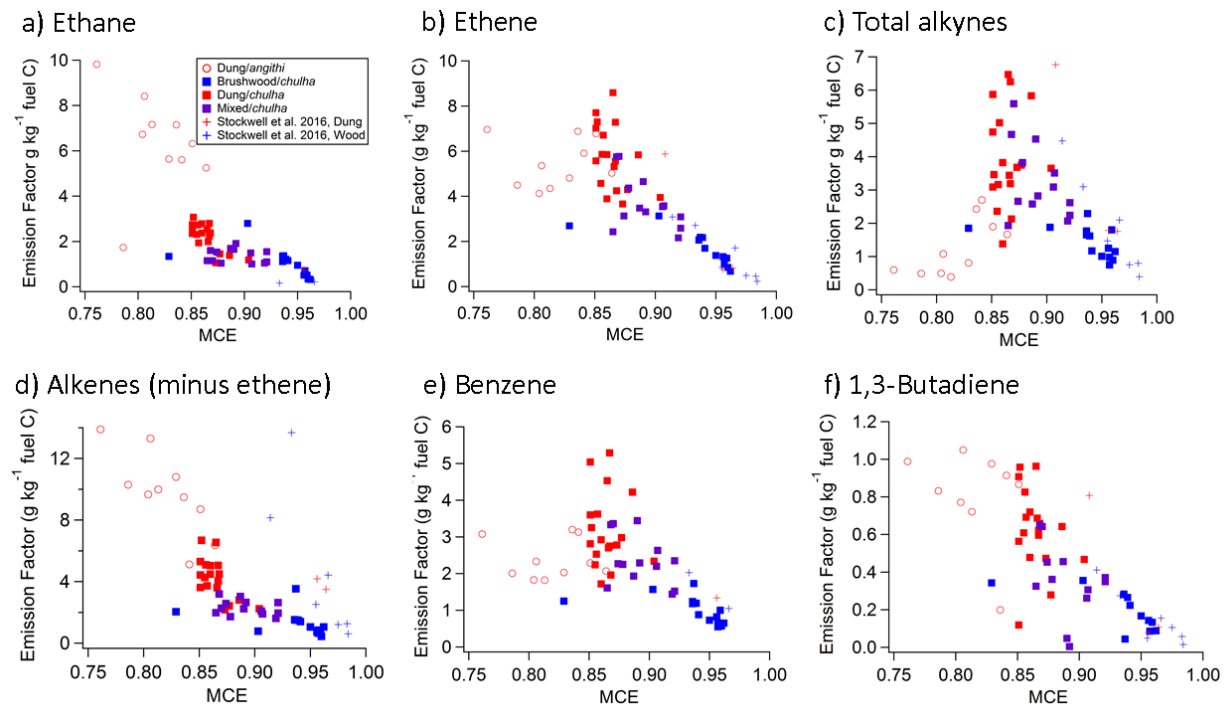 a) Ethane
b) Ethene
c) Total alkynes
Emission Factor g kg⁻¹ fuel C)
10
8
6
4
2
0
Dung/angithi
Brushwood/chulha
Dung/chulha
Mixed/chulha
Stockwell et al. 2016, Dung
Stockwell et al. 2016, Wood
0.75 0.80 0.85 0.90 0.95 1.00
MCE
Emission Factor (g kg⁻¹ fuel C)
10
8
6
4
2
0
0.75 0.80 0.85 0.90 0.95 1.00
MCE
Emission Factor g kg⁻¹ fuel C)
7
6
5
4
3
2
1
0
0.75 0.80 0.85 0.90 0.95 1.00
MCE
d) Alkenes (minus ethene)
e) Benzene
f) 1,3-Butadiene
Emission Factor (g kg⁻¹ fuel C)
12
8
4
0
0.75 0.80 0.85 0.90 0.95 1.00
MCE
Emission Factor (g kg⁻¹ fuel C)
6
5
4
3
2
1
0
0.75 0.80 0.85 0.90 0.95 1.00
MCE
Emission Factor (g kg⁻¹ fuel C)
1.2
1.0
0.8
0.6
0.4
0.2
0.0
0.75 0.80 0.85 0.90 0.95 1.00
MCE